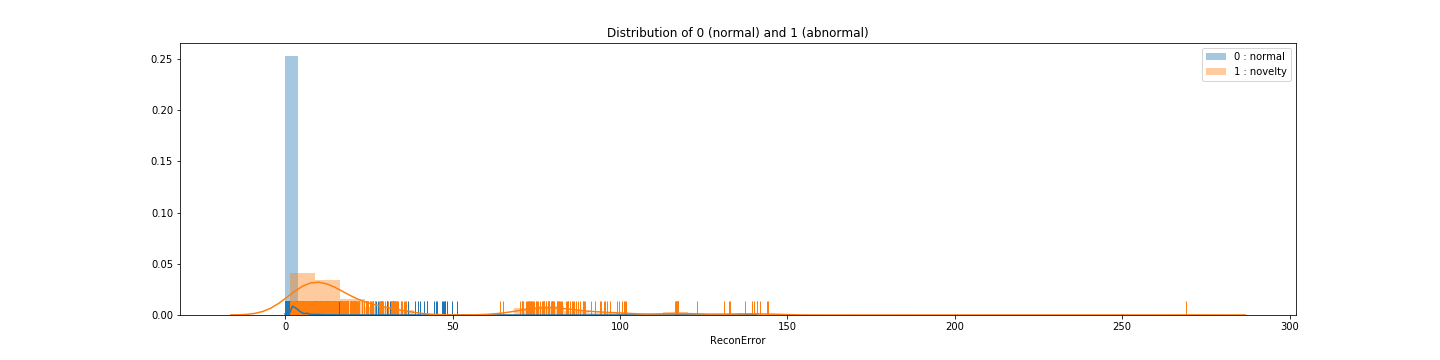 Distribution of 0 (normal) and 1 (abnormal)
0 : normal
1 : novelty
0.25
0.20
0.15
0.10
0.05
0.00
0 50 100 150 200 250 300
ReconError